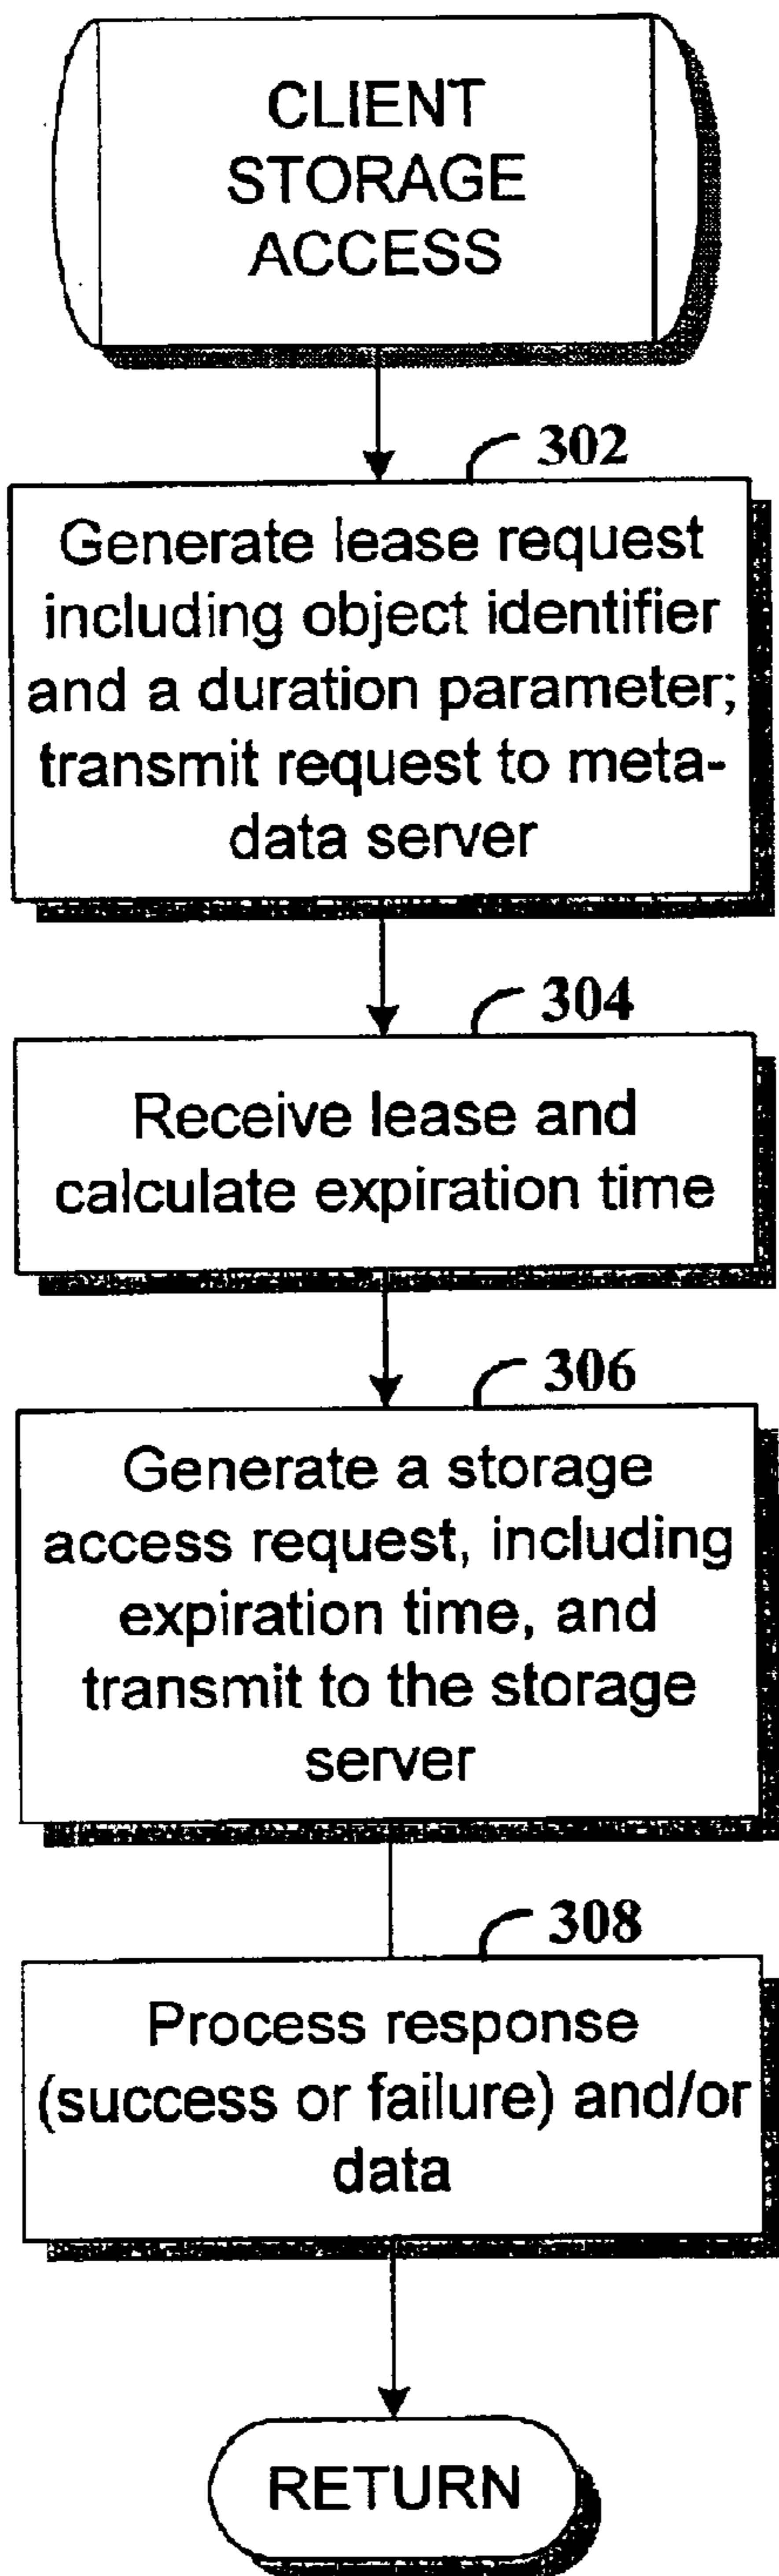 CLIENT
STORAGE
ACCESS
302
Generate lease request
including object identifier
and a duration parameter;
transmit request to meta-
data server
304
Receive lease and
calculate expiration time
306
Generate a storage
access request, including
expiration time, and
transmit to the storage
server
308
Process response
(success or failure) and/or
data
RETURN